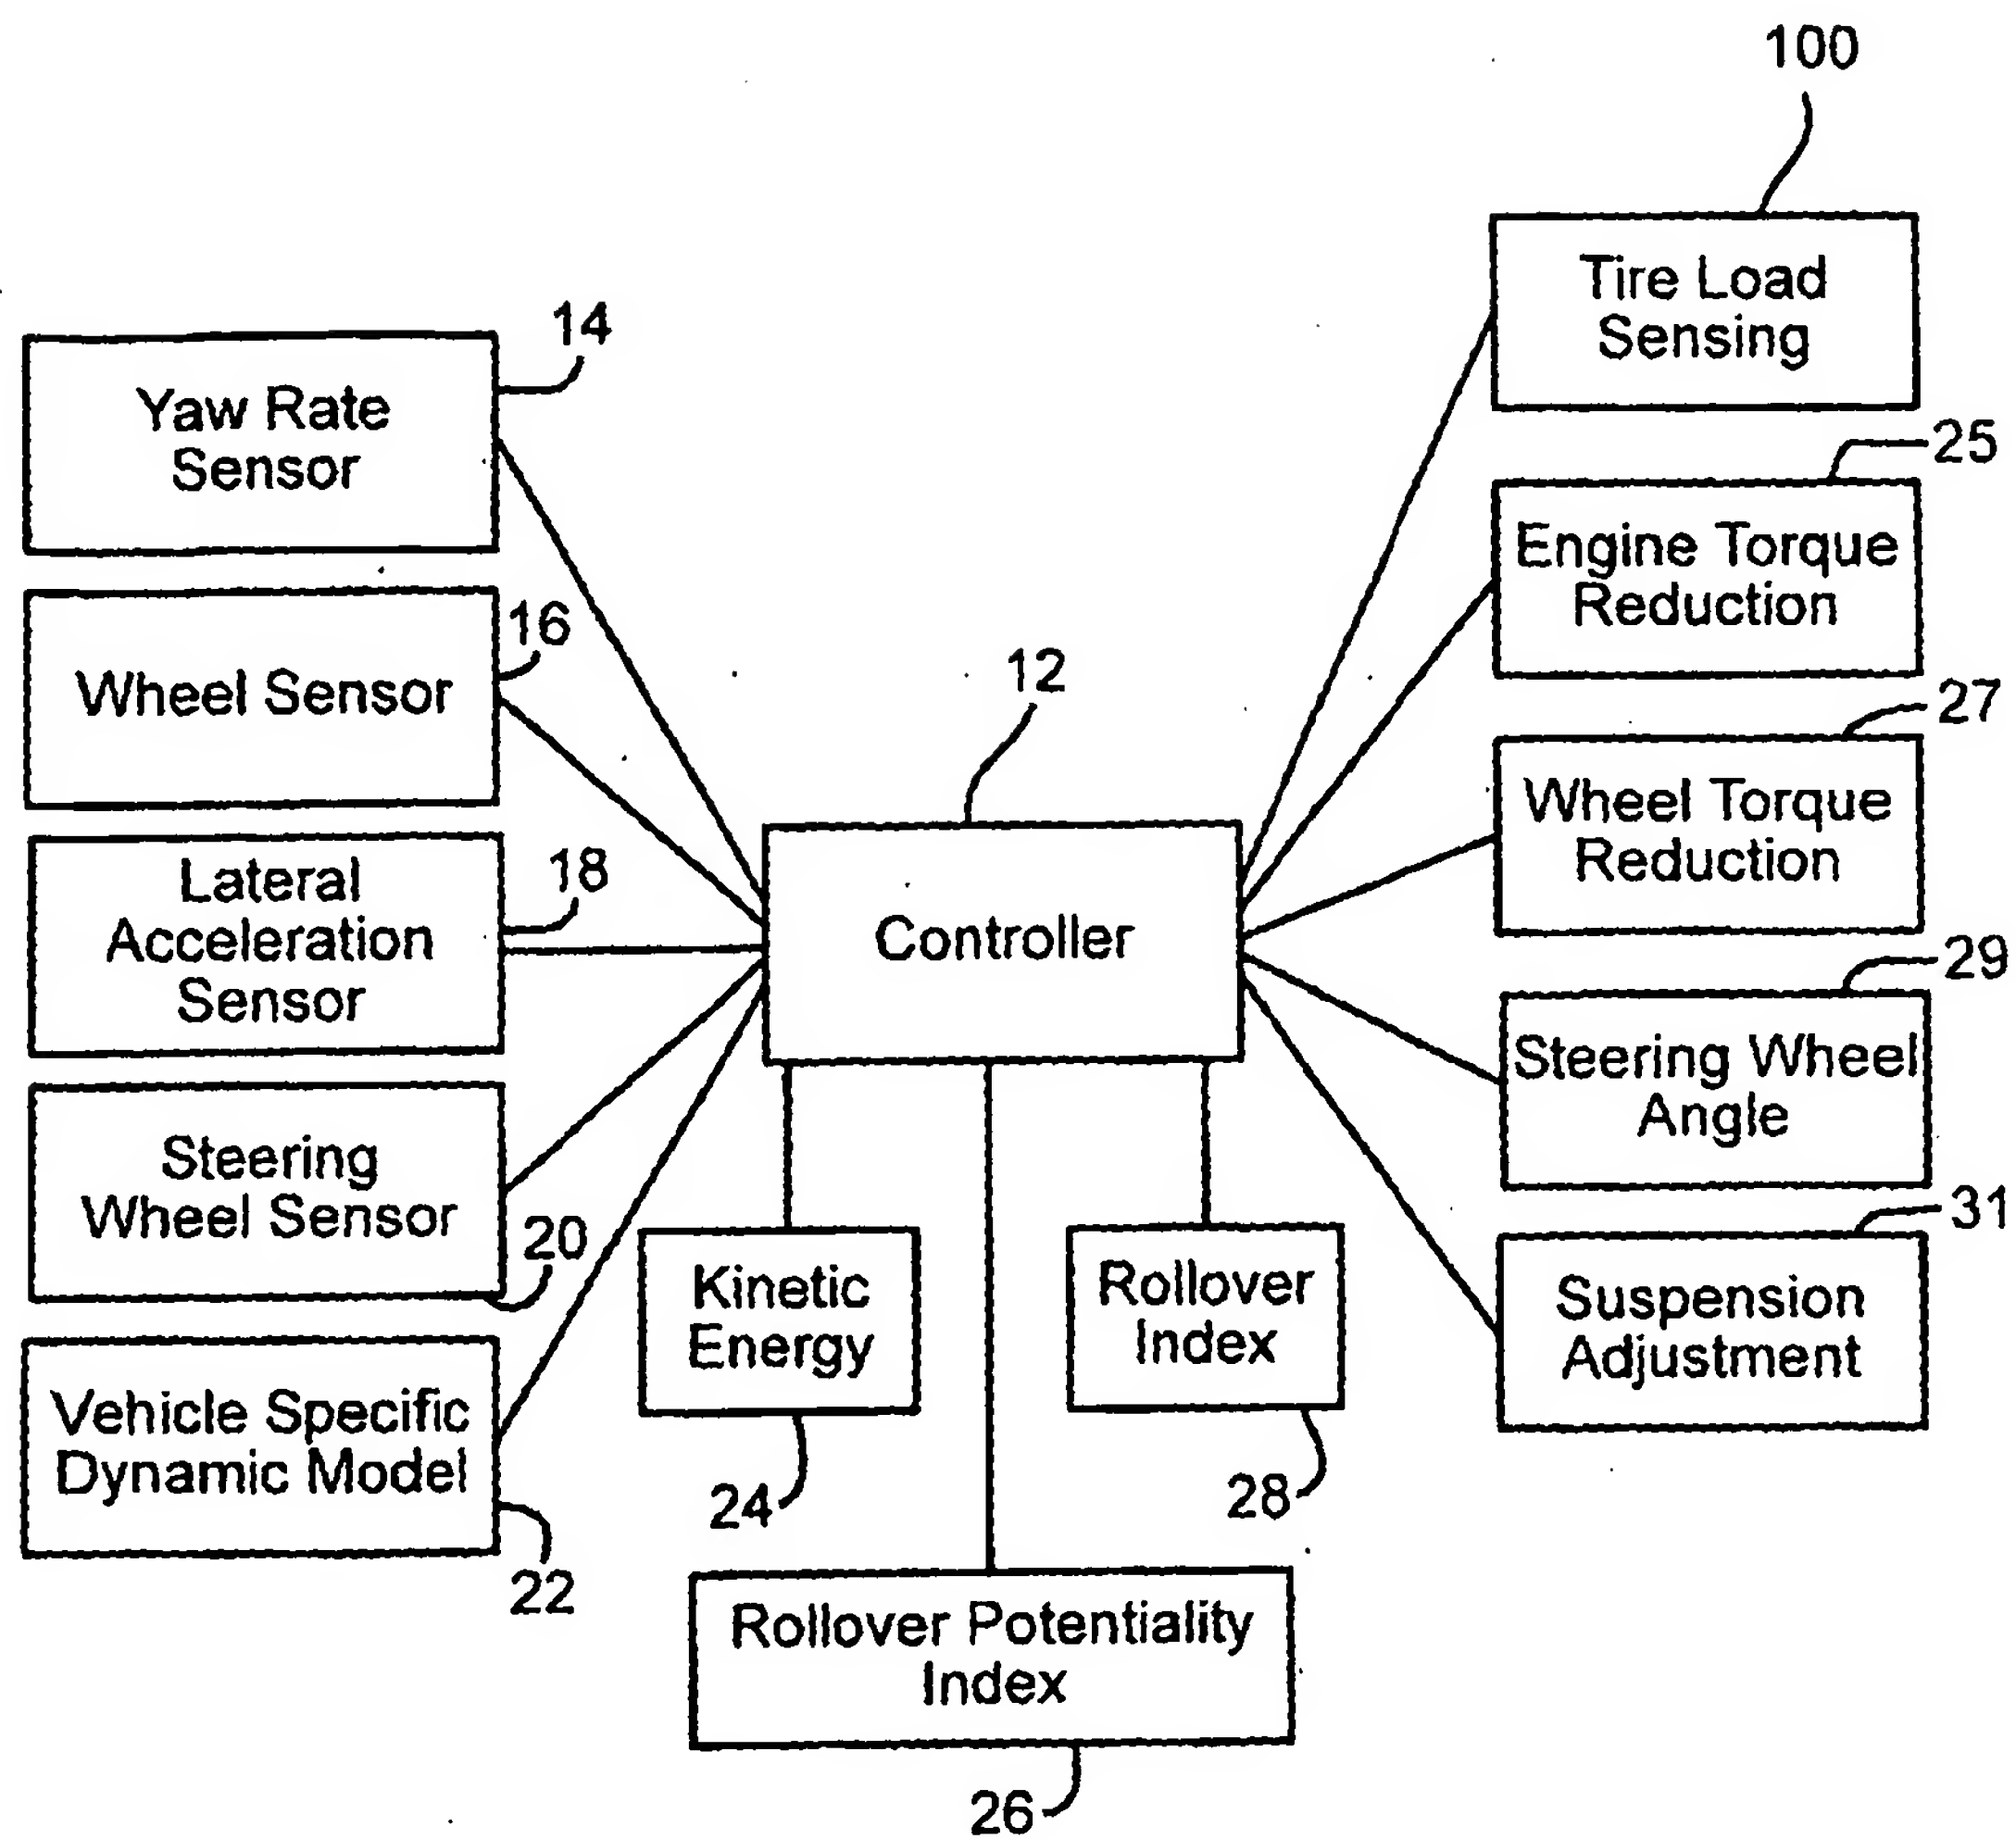 100
Tire Load
Sensing
14
Yaw Rate
Sensor
25
Engine Torque
Reduction
16
Wheel Sensor
12
27
Wheel Torque
Reduction
18
Lateral
Acceleration
Sensor
Controller
29
Steering Wheel
Angle
Steering
Wheel Sensor
20
31
Kinetic
Energy
Rollover
Index
Suspension
Adjustment
Vehicle Specific
Dynamic Model
24
28
22
Rollover Potentiality
Index
26